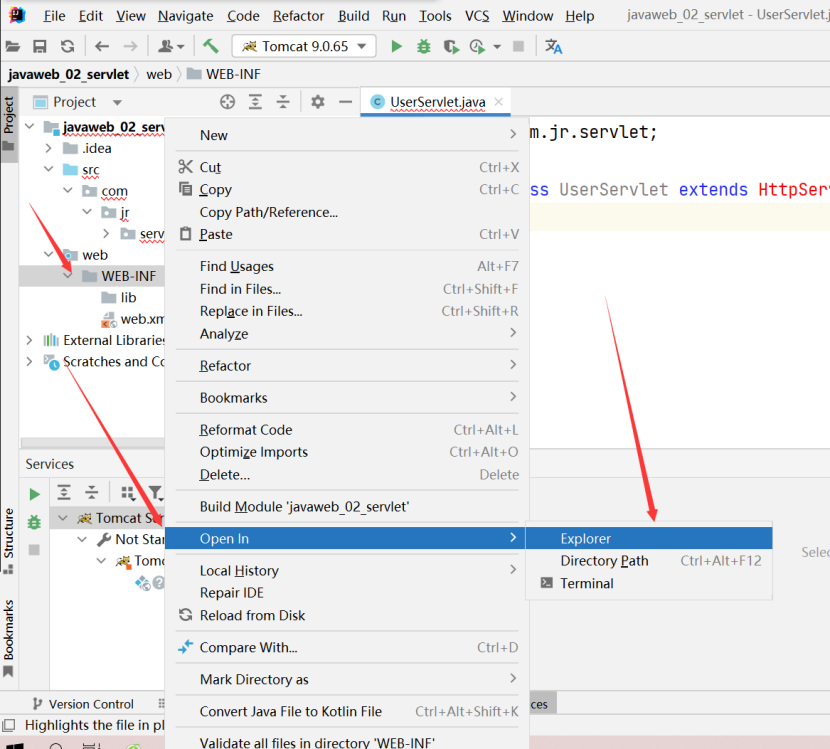 File Edit View Navigate Code Refactor Build Run Tools VCS Window Help javaweb_02_servlet - UserServlet.j
Tomcat 9.0.65
javaweb_02_servlet web WEB-INF
Project
UserServlet.java
Project
javaweb_02_serv
.idea
src
com
jr
serv
web
WEB-INF
lib
web.xm
External Libraries
Scratches and Co
m.jr.servlet;
ss UserServlet extends HttpServ
New
Cut Ctrl+X
Copy Ctrl+C
Copy Path/Reference...
Paste Ctrl+V
Find Usages Alt+F7
Find in Files... Ctrl+Shift+F
Replace in Files... Ctrl+Shift+R
Analyze
Refactor
Bookmarks
Reformat Code Ctrl+Alt+L
Optimize Imports Ctrl+Alt+O
Delete... Delete
Build Module 'javaweb_02_servlet'
Open In
Local History
Repair IDE
Reload from Disk
Compare With... Ctrl+D
Mark Directory as
Convert Java File to Kotlin File Ctrl+Alt+Shift+K
Validate all files in directory 'WEB-INF'
Explorer
Directory Path Ctrl+Alt+F12
Terminal
Services
Tomcat Se
Not Star
Tomc
Selec
Structure
Bookmarks
Version Control
ces
Highlights the file in pl